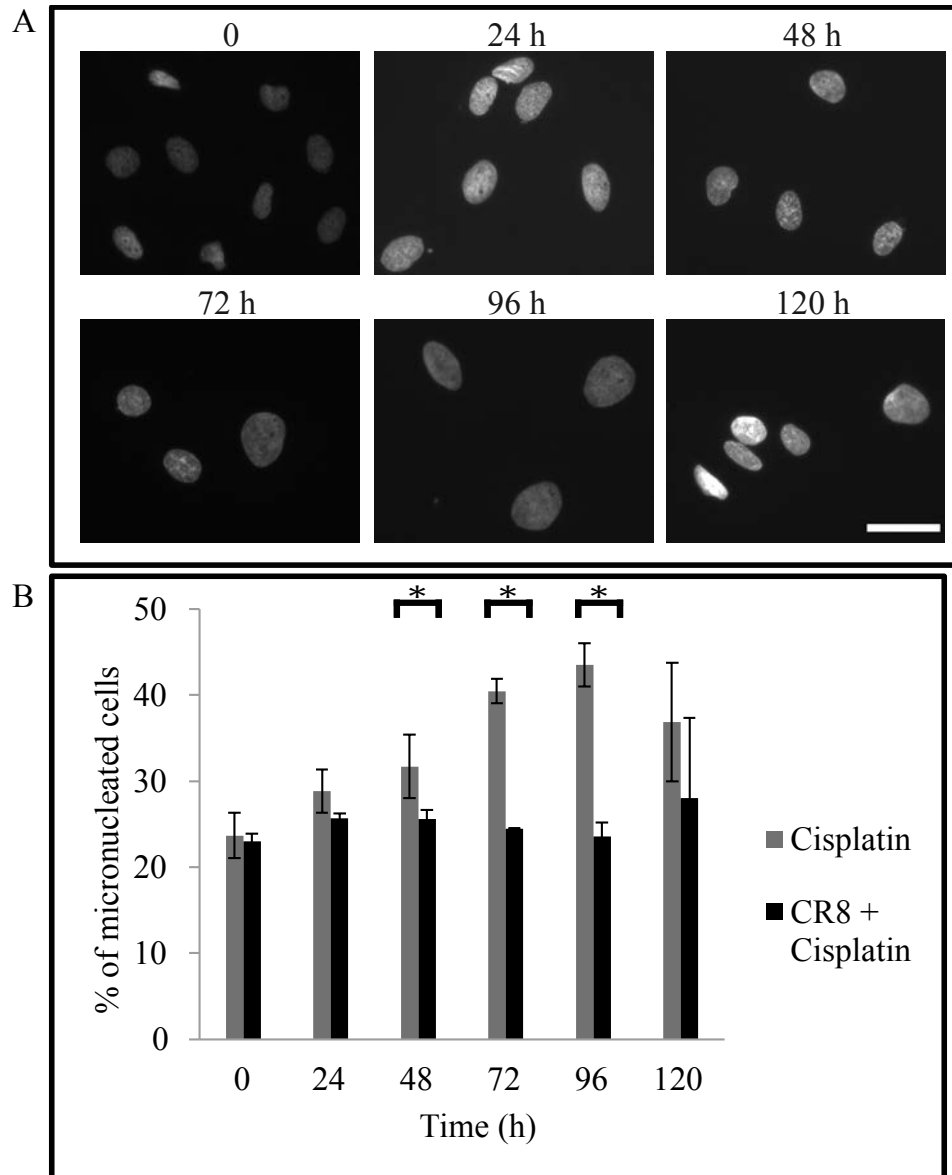 A
0 24 h 48 h
72 h 96 h 120 h
B
* * *
50
40
30
20
10
0
% of micronucleated cells
0 24 48 72 96 120
Time (h)
Cisplatin
CR8 +
Cisplatin